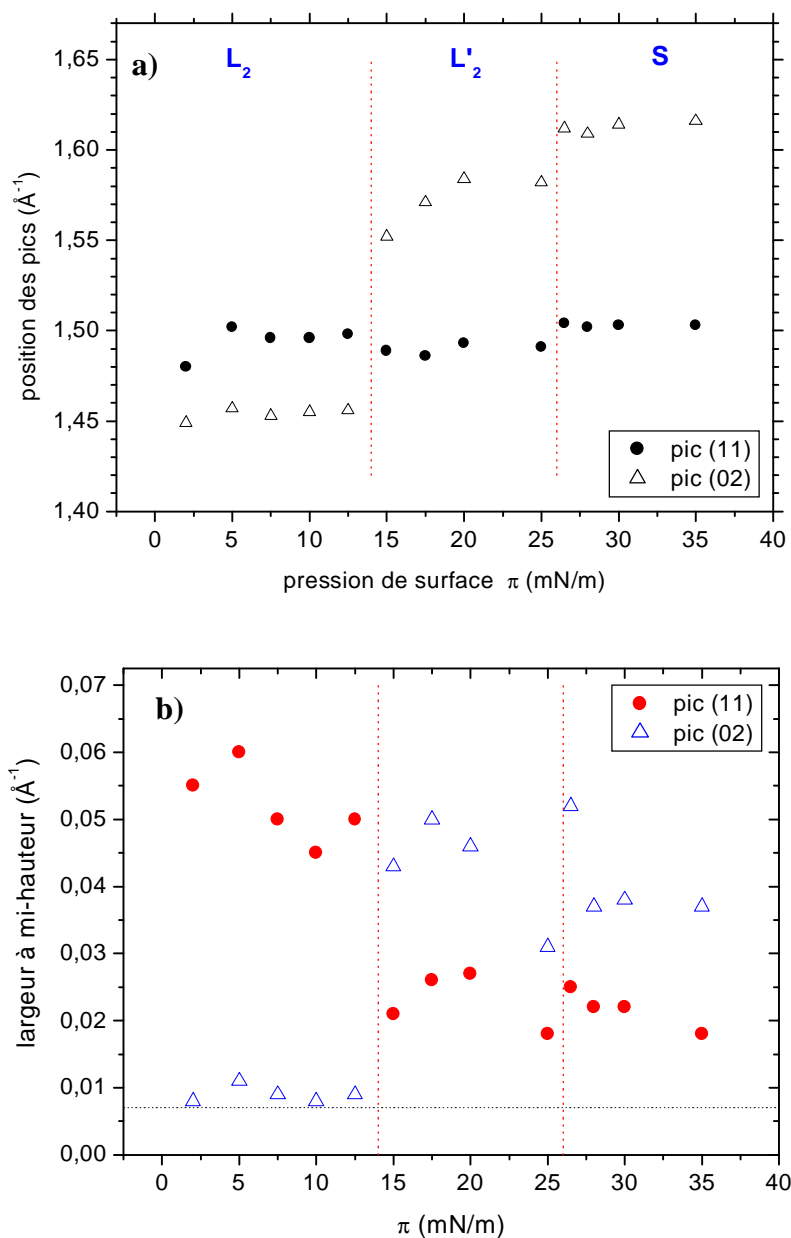 a)
L2
L'2
S
1,65
1,60
1,55
1,50
1,45
1,40
position des pics (Å-1)
pic (11)
pic (02)
0 5 10 15 20 25 30 35 40
pression de surface π (mN/m)
b)
0,07
0,06
0,05
0,04
0,03
0,02
0,01
0,00
largeur à mi-hauteur (Å-1)
pic (11)
pic (02)
0 5 10 15 20 25 30 35 40
π (mN/m)